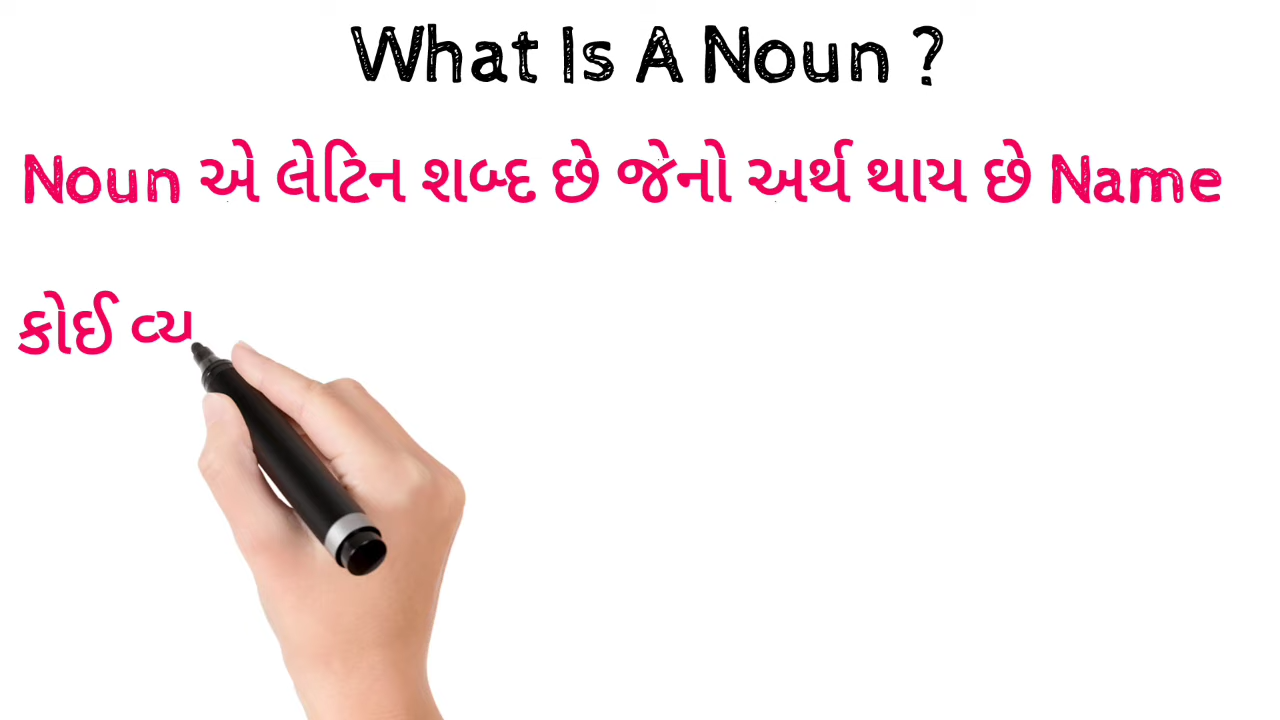 What Is A Noun ?
Noun એ લેટિન શબ્દ છે જેનો અર્થ થાય છે Name
કોઈ વ્ય